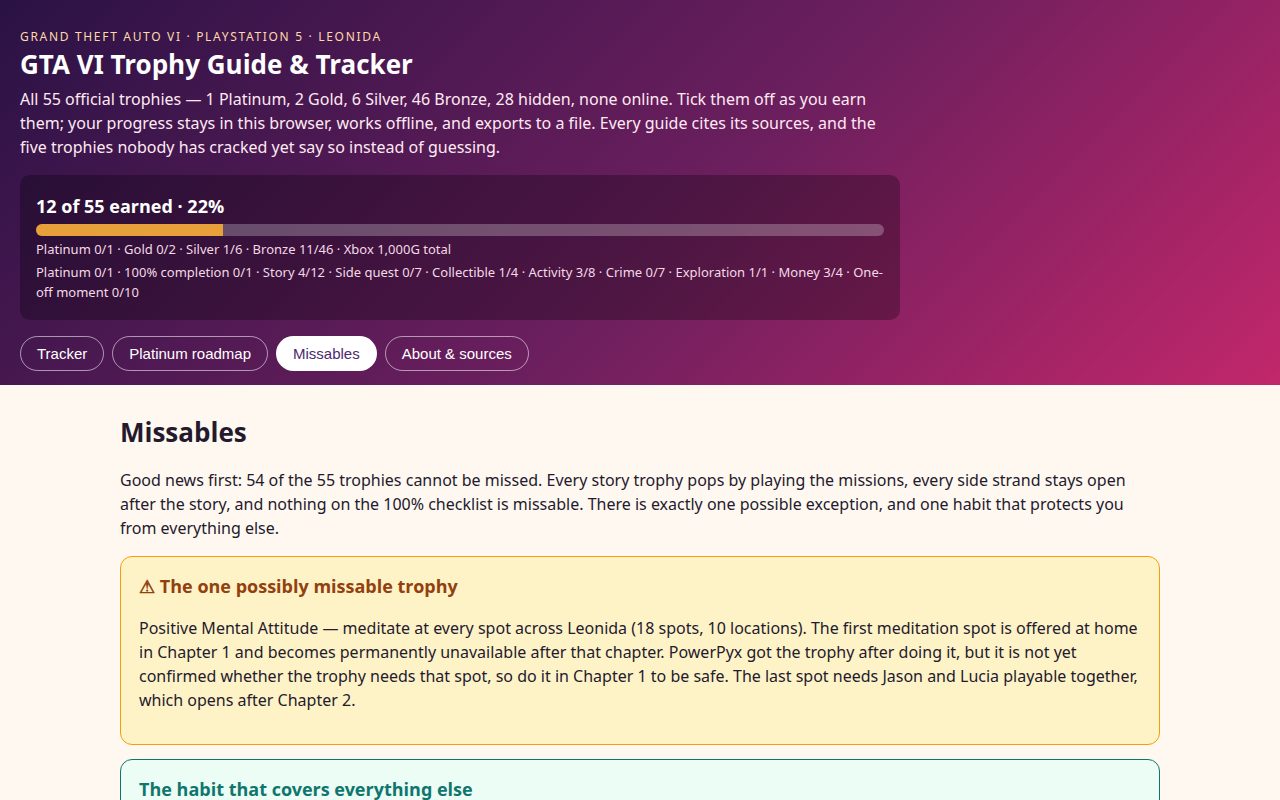 GRAND THEFT AUTO VI · PLAYSTATION 5 · LEONIDA
GTA VI Trophy Guide & Tracker
All 55 official trophies — 1 Platinum, 2 Gold, 6 Silver, 46 Bronze, 28 hidden, none online. Tick them off as you earn
them; your progress stays in this browser, works offline, and exports to a file. Every guide cites its sources, and the
five trophies nobody has cracked yet say so instead of guessing.
12 of 55 earned · 22%
Platinum 0/1 · Gold 0/2 · Silver 1/6 · Bronze 11/46 · Xbox 1,000G total
Platinum 0/1 · 100% completion 0/1 · Story 4/12 · Side quest 0/7 · Collectible 1/4 · Activity 3/8 · Crime 0/7 · Exploration 1/1 · Money 3/4 · One-
off moment 0/10
Tracker
Platinum roadmap
Missables
About & sources
Missables
Good news first: 54 of the 55 trophies cannot be missed. Every story trophy pops by playing the missions, every side strand stays open
after the story, and nothing on the 100% checklist is missable. There is exactly one possible exception, and one habit that protects you
from everything else.
⚠ The one possibly missable trophy
Positive Mental Attitude — meditate at every spot across Leonida (18 spots, 10 locations). The first meditation spot is offered at home
in Chapter 1 and becomes permanently unavailable after that chapter. PowerPyx got the trophy after doing it, but it is not yet
confirmed whether the trophy needs that spot, so do it in Chapter 1 to be safe. The last spot needs Jason and Lucia playable together,
which opens after Chapter 2.
The habit that covers everything else